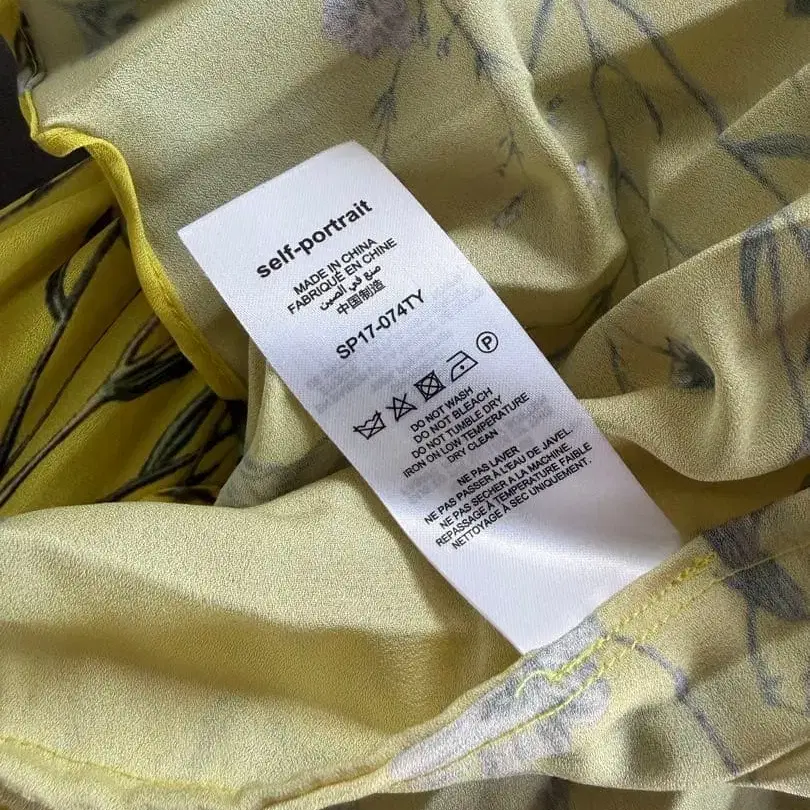 self-portrait
MADE IN CHINA
FABRIQUÉ EN CHINE
صنع في الصين
中国制造
SP17-074TY
P
DO NOT WASH
DO NOT BLEACH
DO NOT TUMBLE DRY
IRON ON LOW TEMPERATURE
DRY CLEAN
NE PAS LAVER
NE PAS PASSER À L'EAU DE JAVEL.
NE PAS SECHER A LA MACHINE.
REPASSAGE À TEMPERATURE FAIBLE
NETTOYAGE À SEC UNIQUEMENT.